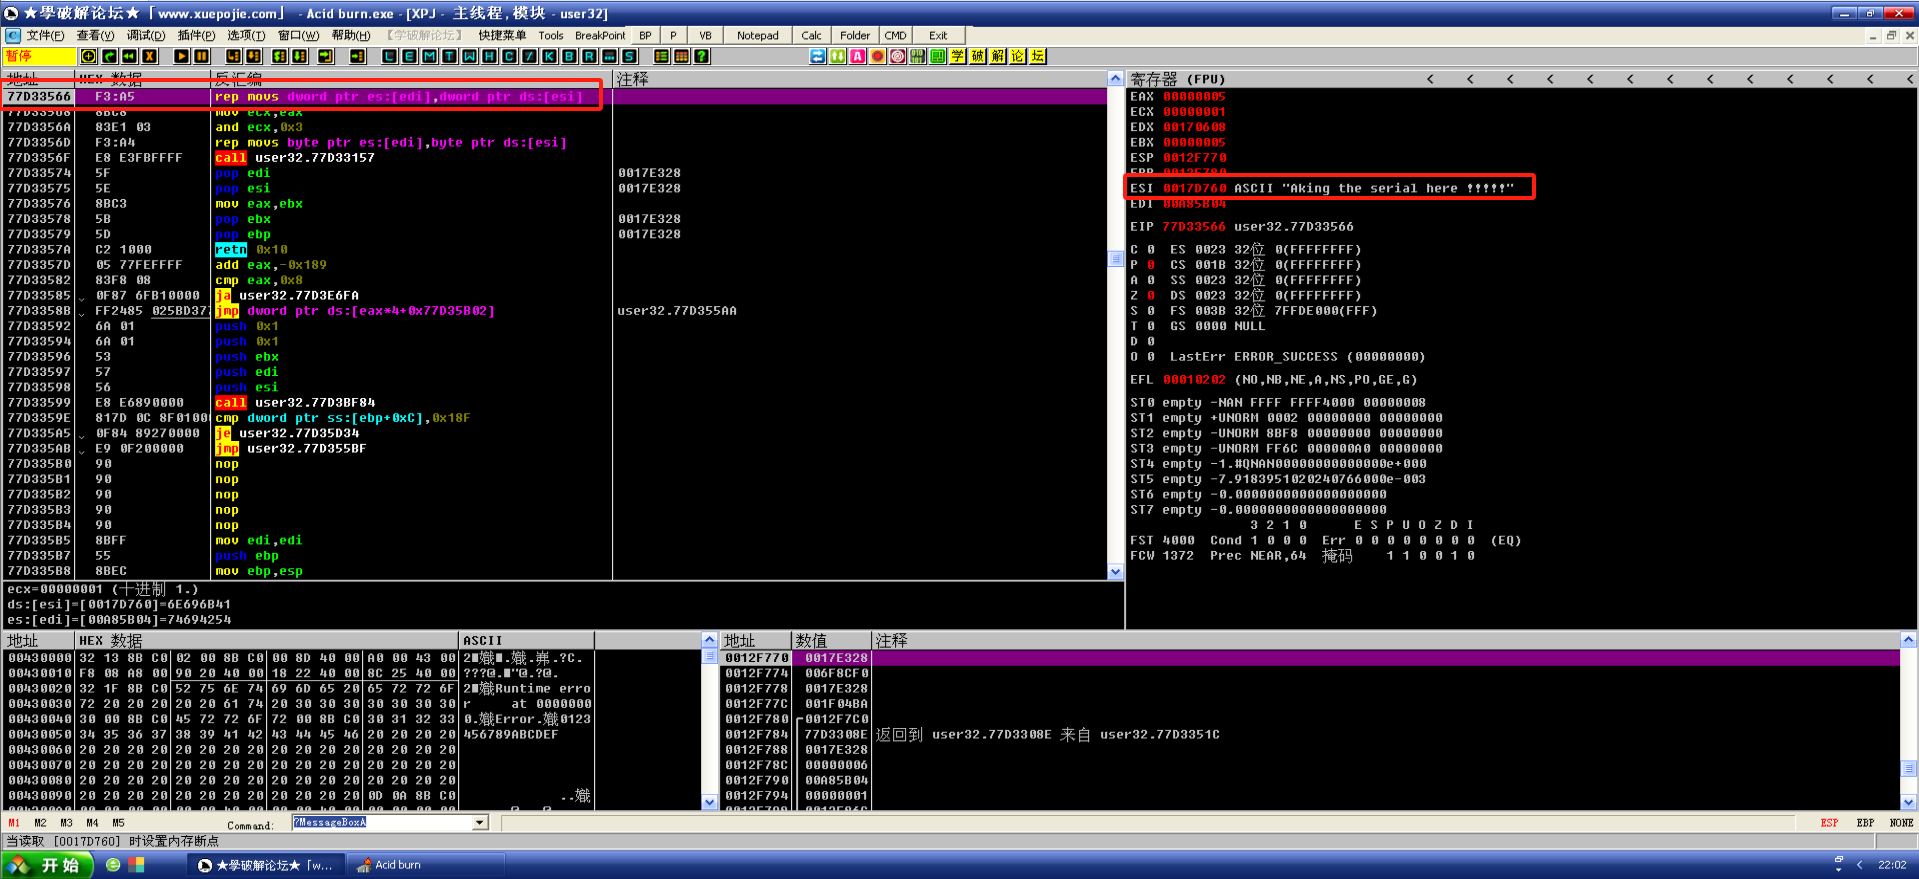 ★學破解论坛★「www.xuepojie.com」 - Acid burn.exe - [XPJ - 主线程,模块 - user32]
文件(F) 查看(V) 调试(D) 插件(P) 选项(T) 窗口(W) 帮助(H) 【学破解论坛】 快捷菜单 Tools BreakPoint BP P VB Notepad Calc Folder CMD Exit
暂停 L E M T W H C / K B R ... S ? A 学 破 解 论 坛
地址 HEX 数据 反汇编 注释
77D33566 F3:A5 rep movs dword ptr es:[edi],dword ptr ds:[esi]
77D33568 8BC8 mov ecx,eax
77D3356A 83E1 03 and ecx,0x3
77D3356D F3:A4 rep movs byte ptr es:[edi],byte ptr ds:[esi]
77D3356F E8 E3FBFFFF call user32.77D33157
77D33574 5F pop edi 0017E328
77D33575 5E pop esi 0017E328
77D33576 8BC3 mov eax,ebx
77D33578 5B pop ebx 0017E328
77D33579 5D pop ebp 0017E328
77D3357A C2 1000 retn 0x10
77D3357D 05 77FEFFFF add eax,-0x189
77D33582 83F8 08 cmp eax,0x8
77D33585 0F87 6FB10000 ja user32.77D3E6FA
77D3358B FF2485 025BD377 jmp dword ptr ds:[eax*4+0x77D35B02] user32.77D355AA
77D33592 6A 01 push 0x1
77D33594 6A 01 push 0x1
77D33596 53 push ebx
77D33597 57 push edi
77D33598 56 push esi
77D33599 E8 E6890000 call user32.77D3BF84
77D3359E 817D 0C 8F0100 cmp dword ptr ss:[ebp+0xC],0x18F
77D335A5 0F84 89270000 je user32.77D35D34
77D335AB E9 0F200000 jmp user32.77D355BF
77D335B0 90 nop
77D335B1 90 nop
77D335B2 90 nop
77D335B3 90 nop
77D335B4 90 nop
77D335B5 8BFF mov edi,edi
77D335B7 55 push ebp
77D335B8 8BEC mov ebp,esp
ecx=00000001 (十进制 1.)
ds:[esi]=[0017D760]=6E696B41
es:[edi]=[00A85B04]=74694254
寄存器 (FPU) < < < < < < < < < < < < <
EAX 00000005
ECX 00000001
EDX 00170608
EBX 00000005
ESP 0012F770
EBP 0012F780
ESI 0017D760 ASCII "Aking the serial here !!!!!"
EDI 00A85B04
EIP 77D33566 user32.77D33566
C 0 ES 0023 32位 0(FFFFFFFF)
P 0 CS 001B 32位 0(FFFFFFFF)
A 0 SS 0023 32位 0(FFFFFFFF)
Z 0 DS 0023 32位 0(FFFFFFFF)
S 0 FS 003B 32位 7FFDE000(FFF)
T 0 GS 0000 NULL
D 0
O 0 LastErr ERROR_SUCCESS (00000000)
EFL 00010202 (NO,NB,NE,A,NS,PO,GE,G)
ST0 empty -NAN FFFF FFFF4000 00000008
ST1 empty +UNORM 0002 00000000 00000000
ST2 empty -UNORM 8BF8 00000000 00000000
ST3 empty -UNORM FF6C 000000A0 00000000
ST4 empty -1.#QNAN00000000000000e+000
ST5 empty -7.9183951020240766000e-003
ST6 empty -0.0000000000000000000
ST7 empty -0.0000000000000000000
3 2 1 0 E S P U O Z D I
FST 4000 Cond 1 0 0 0 Err 0 0 0 0 0 0 0 0 (EQ)
FCW 1372 Prec NEAR,64 掩码 1 1 0 0 1 0
地址 HEX 数据 ASCII
00430000 32 13 8B C0 02 00 8B C0 00 8D 40 00 A0 00 43 00
00430010 F8 08 A8 00 90 20 40 00 18 22 40 00 8C 25 40 00
00430020 32 1F 8B C0 52 75 6E 74 69 6D 65 20 65 72 72 6F Runtime erro
00430030 72 20 20 20 20 20 61 74 20 30 30 30 30 30 30 30 r at 0000000
00430040 30 00 8B C0 45 72 72 6F 72 00 8B C0 30 31 32 33 0.嬂Error.嬂0123
00430050 34 35 36 37 38 39 41 42 43 44 45 46 20 20 20 20 456789ABCDEF
00430060 20 20 20 20 20 20 20 20 20 20 20 20 20 20 20 20
00430070 20 20 20 20 20 20 20 20 20 20 20 20 20 20 20 20
00430080 20 20 20 20 20 20 20 20 20 20 20 20 20 20 20 20
00430090 20 20 20 20 20 20 20 20 20 20 20 20 0D 0A 8B C0 ..嬂
地址 数值 注释
0012F770 0017E328
0012F774 006F8CF0
0012F778 0017E328
0012F77C 001F04BA
0012F780 0012F7C0
0012F784 77D3308E 返回到 user32.77D3308E 来自 user32.77D3351C
0012F788 0017E328
0012F78C 00000006
0012F790 00A85B04
0012F794 00000001
M1 M2 M3 M4 M5 Command: ?MessageBoxA ESP EBP NONE
当读取 [0017D760] 时设置内存断点
开始 ★學破解论坛★「w... Acid burn 22:02